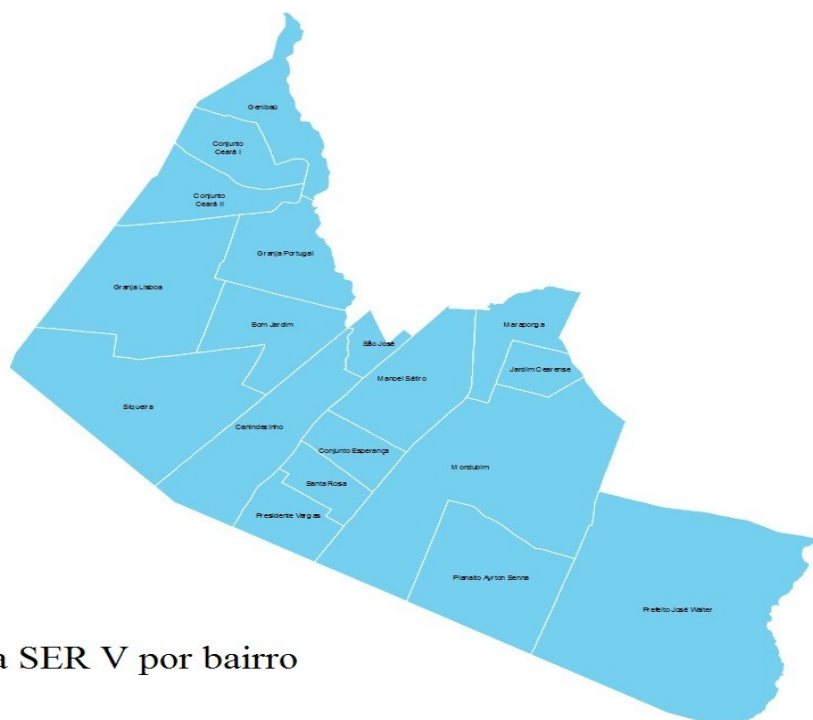 Genibaú
Conjunto
Ceará I
Conjunto
Ceará II
Granja Portugal
Granja Lisboa
Bom Jardim
São José
Maraponga
Jardim Cearense
Manoel Sátiro
Siqueira
Canindezinho
Conjunto Esperança
Mondubim
Santa Rosa
Presidente Vargas
Planalto Ayrton Senna
Prefeito José Walter
a SER V por bairro